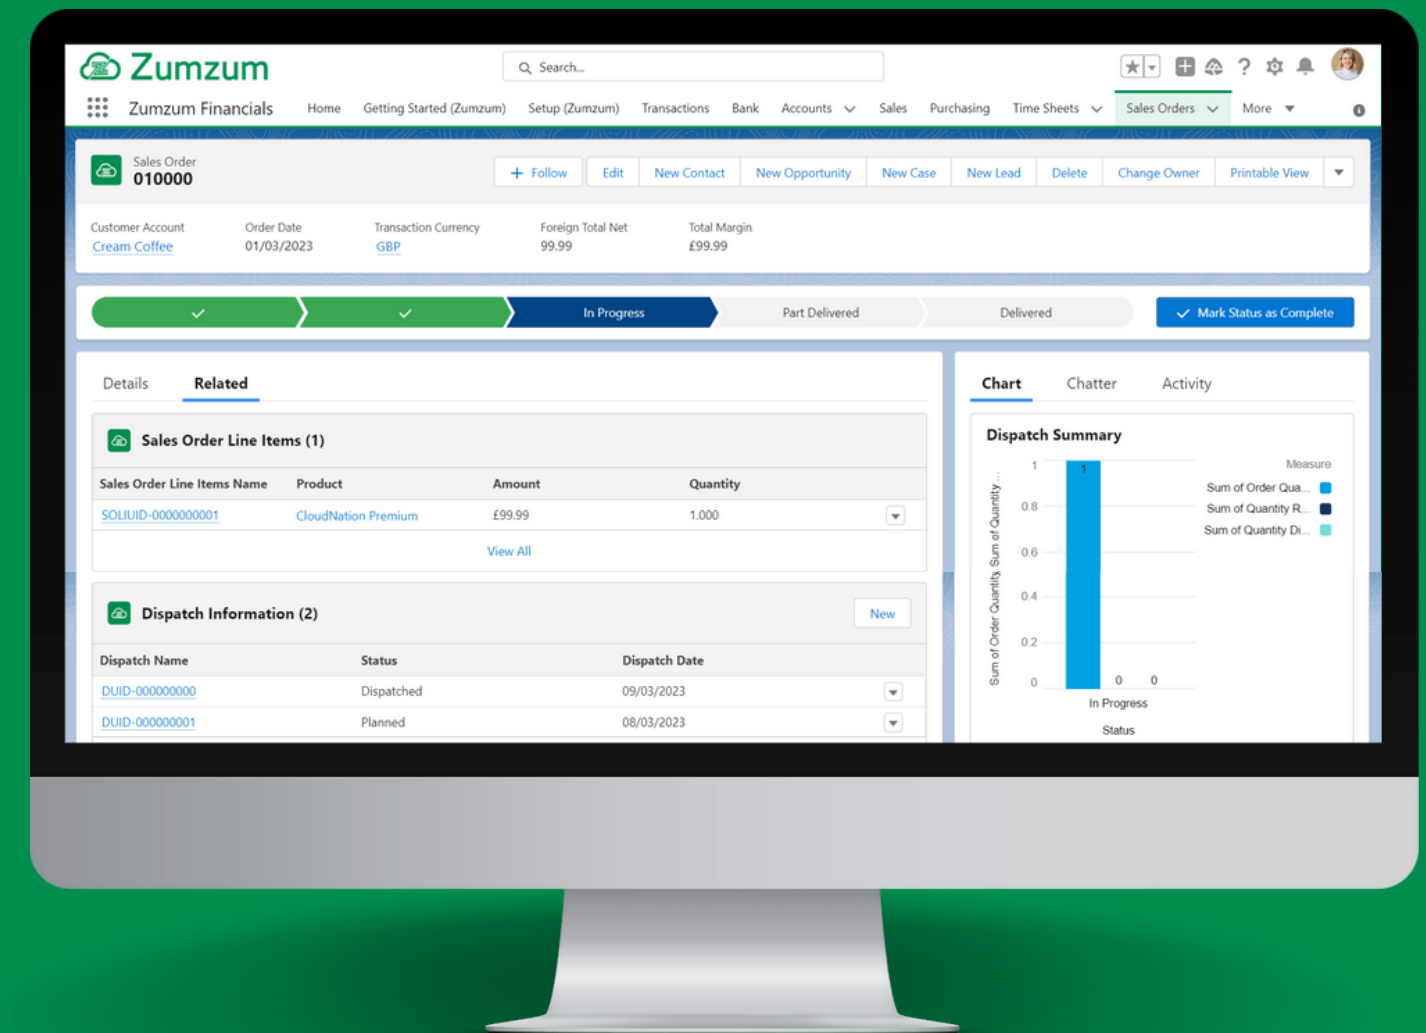 Zumzum
Search...
Zumzum Financials Home Getting Started (Zumzum) Setup (Zumzum) Transactions Bank Accounts Sales Purchasing Time Sheets Sales Orders More
Sales Order
010000
+ Follow Edit New Contact New Opportunity New Case New Lead Delete Change Owner Printable View
Customer Account Order Date Transaction Currency Foreign Total Net Total Margin
Cream Coffee 01/03/2023 GBP 99.99 £99.99
In Progress Part Delivered Delivered Mark Status as Complete
Details Related
Sales Order Line Items (1)
Sales Order Line Items Name Product Amount Quantity
SOLIUID-0000000001 CloudNation Premium £99.99 1.000
View All
Dispatch Information (2) New
Dispatch Name Status Dispatch Date
DUID-000000000 Dispatched 09/03/2023
DUID-000000001 Planned 08/03/2023
Chart Chatter Activity
Dispatch Summary
Sum of Order Quantity, Sum of Quantity ...
1
0.8
0.6
0.4
0.2
0
1
0 0
In Progress
Status
Measure
Sum of Order Qua...
Sum of Quantity R...
Sum of Quantity Di...